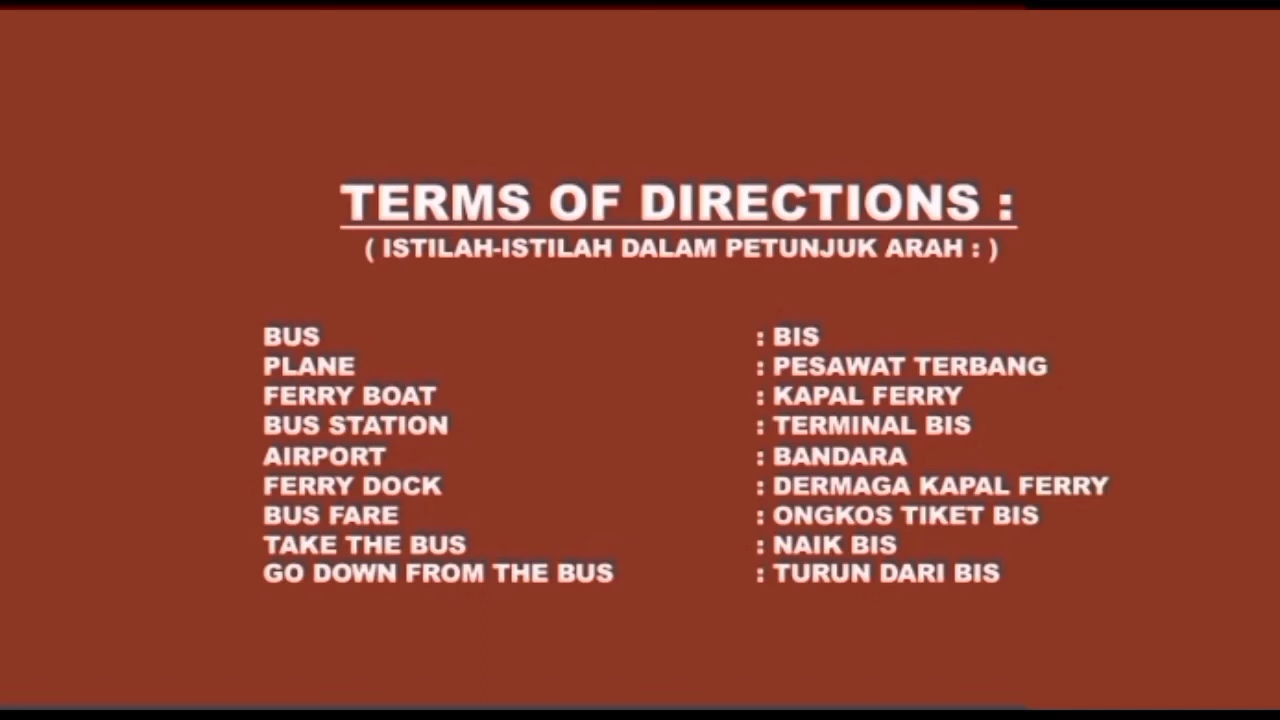 TERMS OF DIRECTIONS :
( ISTILAH-ISTILAH DALAM PETUNJUK ARAH : )
BUS : BIS
PLANE : PESAWAT TERBANG
FERRY BOAT : KAPAL FERRY
BUS STATION : TERMINAL BIS
AIRPORT : BANDARA
FERRY DOCK : DERMAGA KAPAL FERRY
BUS FARE : ONGKOS TIKET BIS
TAKE THE BUS : NAIK BIS
GO DOWN FROM THE BUS : TURUN DARI BIS